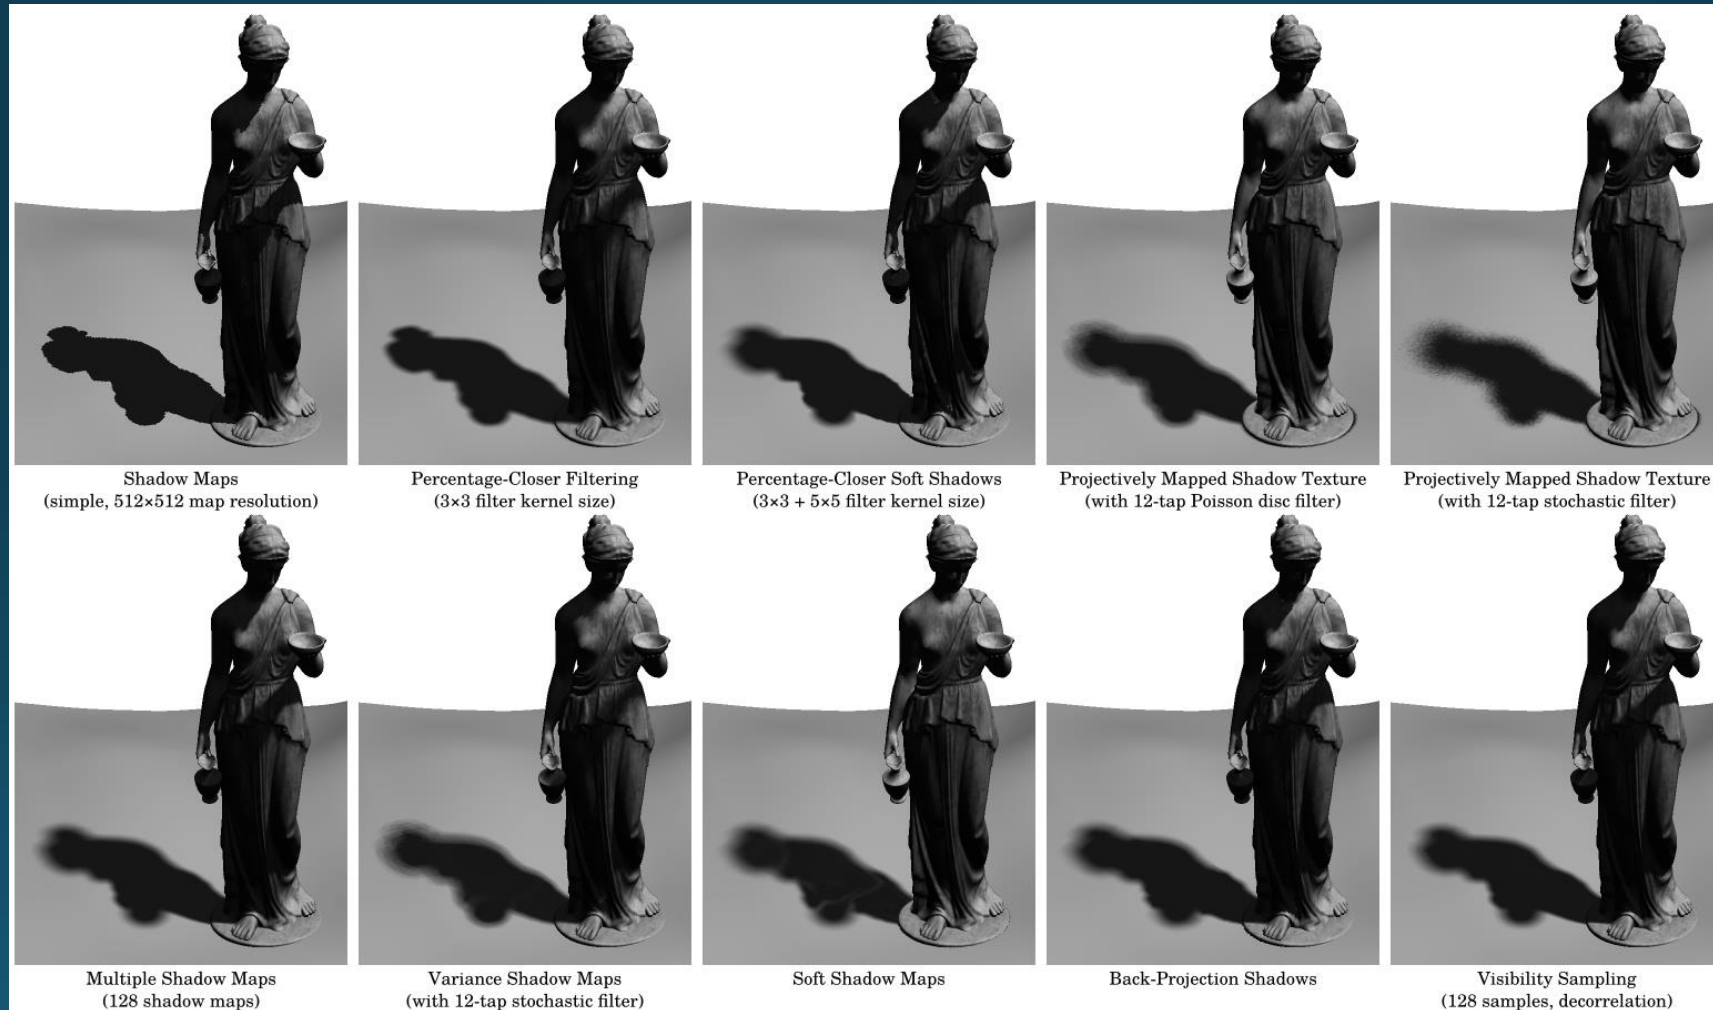 Shadow Maps
(simple, 512×512 map resolution)
Percentage-Closer Filtering
(3×3 filter kernel size)
Percentage-Closer Soft Shadows
(3×3 + 5×5 filter kernel size)
Projectively Mapped Shadow Texture
(with 12-tap Poisson disc filter)
Projectively Mapped Shadow Texture
(with 12-tap stochastic filter)
Multiple Shadow Maps
(128 shadow maps)
Variance Shadow Maps
(with 12-tap stochastic filter)
Soft Shadow Maps
Back-Projection Shadows
Visibility Sampling
(128 samples, decorrelation)